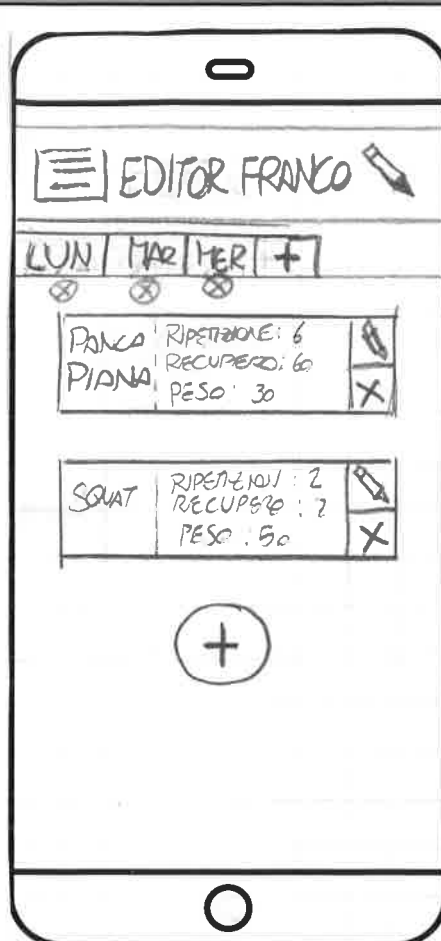 EDITOR FRANCO
LUN MAR MER +
PANCA PIANA
RIPETIZIONE: 6
RECUPERO: 60
PESO: 30
X
SQUAT
RIPETIZIONI: 2
RECUPERO: 2
PESO: 50
X
+